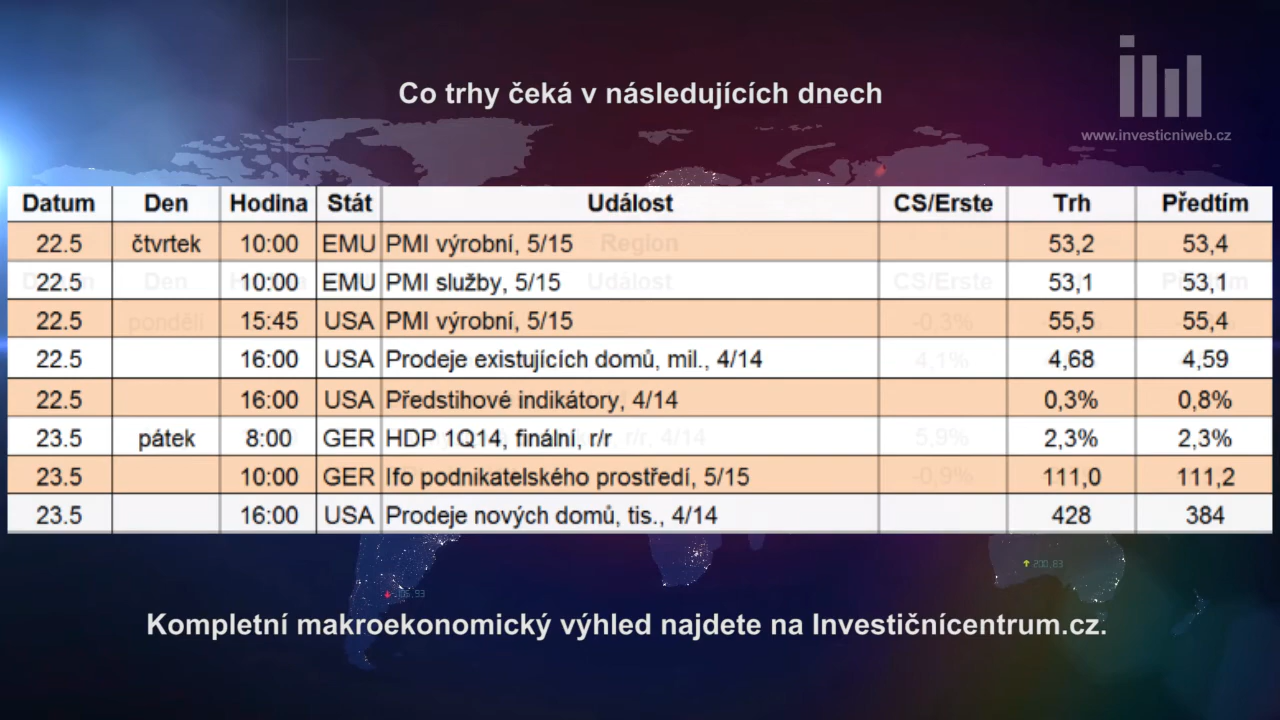 Co trhy čeká v následujících dnech
www.investicniweb.cz
Datum Den Hodina Stát Událost CS/Erste Trh Předtím
22.5 čtvrtek 10:00 EMU PMI výrobní, 5/15 53,2 53,4
22.5 10:00 EMU PMI služby, 5/15 53,1 53,1
22.5 15:45 USA PMI výrobní, 5/15 55,5 55,4
22.5 16:00 USA Prodeje existujících domů, mil., 4/14 4,68 4,59
22.5 16:00 USA Předstihové indikátory, 4/14 0,3% 0,8%
23.5 pátek 8:00 GER HDP 1Q14, finální, r/r 2,3% 2,3%
23.5 10:00 GER Ifo podnikatelského prostředí, 5/15 111,0 111,2
23.5 16:00 USA Prodeje nových domů, tis., 4/14 428 384
200.83
Kompletní makroekonomický výhled najdete na Investičnícentrum.cz.